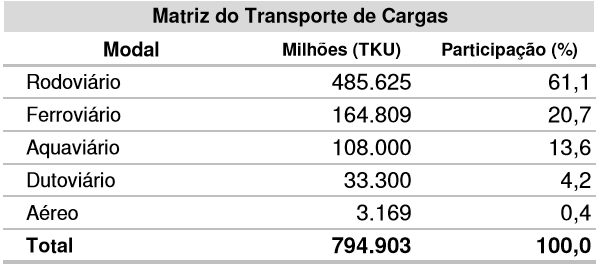 Matriz do Transporte de Cargas
Modal Milhões (TKU) Participação (%)
Rodoviário 485.625 61,1
Ferroviário 164.809 20,7
Aquaviário 108.000 13,6
Dutoviário 33.300 4,2
Aéreo 3.169 0,4
Total 794.903 100,0